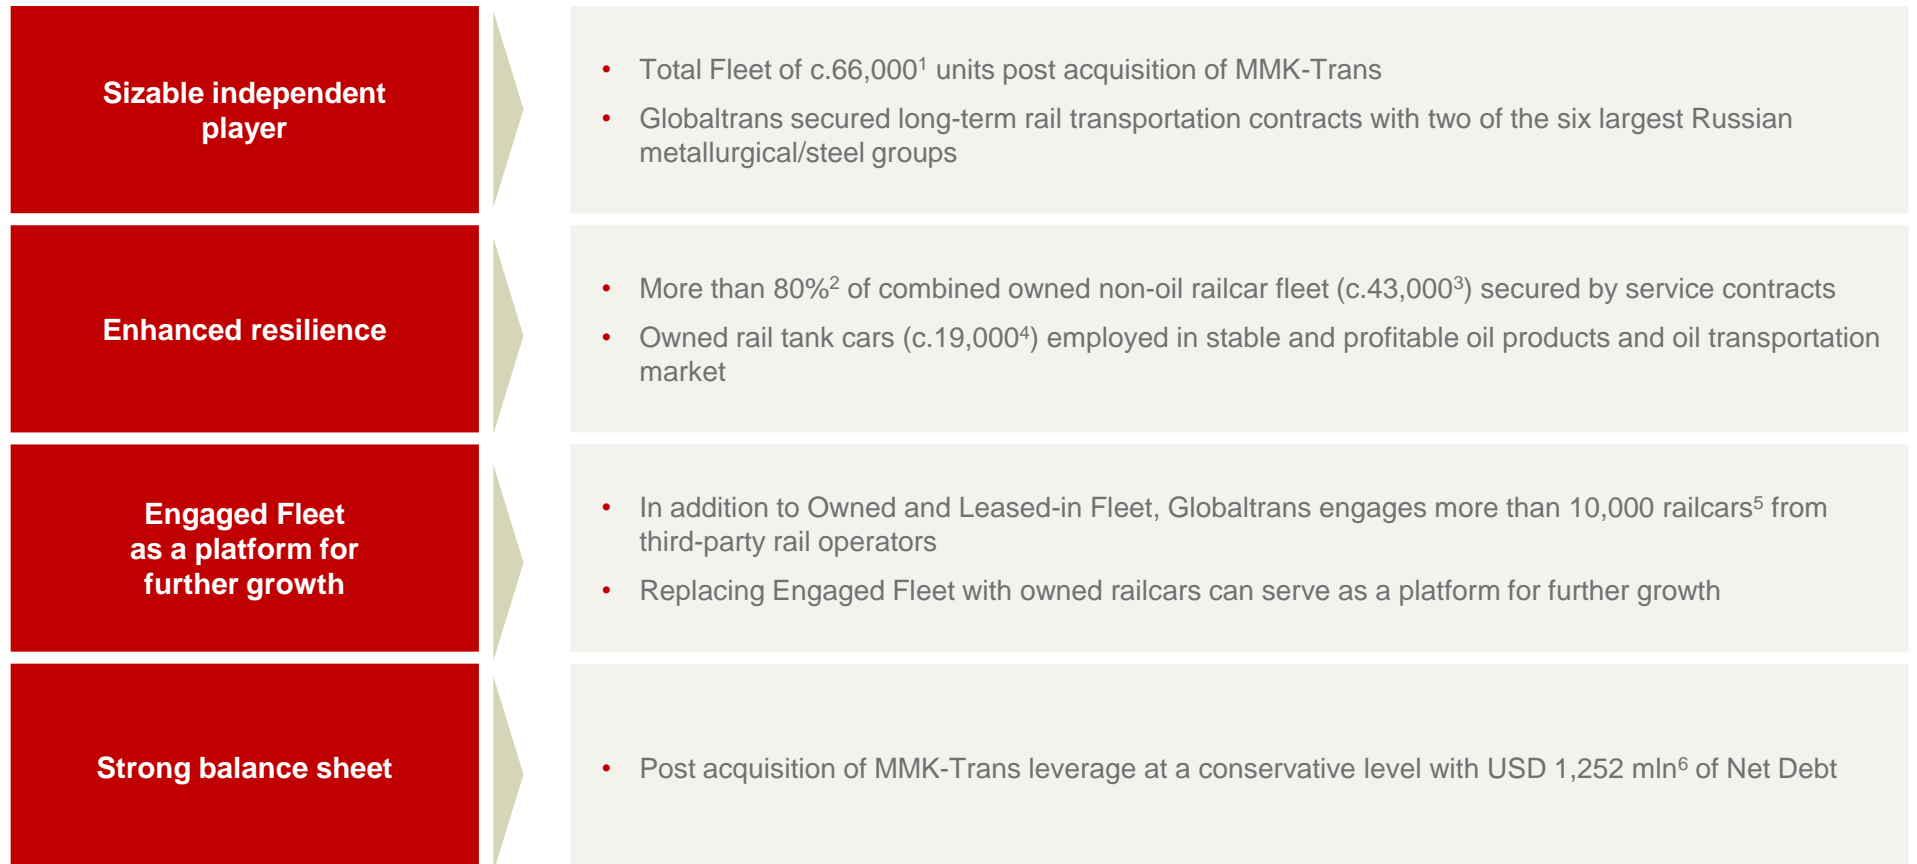 Sizable independent
player
• Total Fleet of c.66,000¹ units post acquisition of MMK-Trans
• Globaltrans secured long-term rail transportation contracts with two of the six largest Russian
metallurgical/steel groups
Enhanced resilience
• More than 80%² of combined owned non-oil railcar fleet (c.43,000³) secured by service contracts
• Owned rail tank cars (c.19,000⁴) employed in stable and profitable oil products and oil transportation
market
Engaged Fleet
as a platform for
further growth
• In addition to Owned and Leased-in Fleet, Globaltrans engages more than 10,000 railcars⁵ from
third-party rail operators
• Replacing Engaged Fleet with owned railcars can serve as a platform for further growth
Strong balance sheet
• Post acquisition of MMK-Trans leverage at a conservative level with USD 1,252 mln⁶ of Net Debt